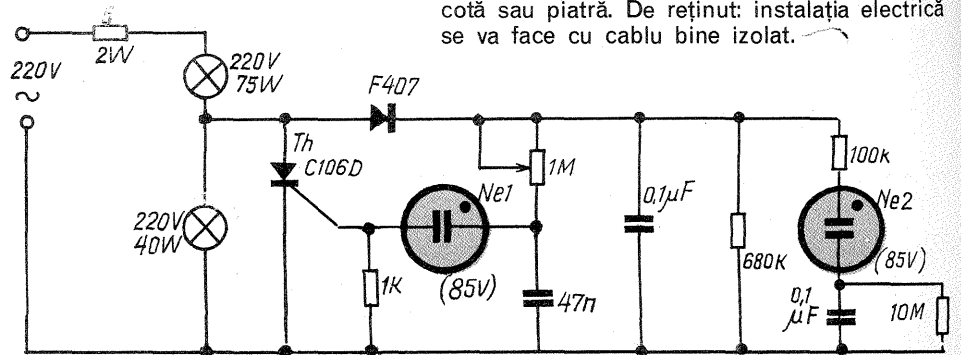 cotă sau piatră. De reținut: instalația electrică
se va face cu cablu bine izolat.
2W
220V
~
220V
75W
F407
Th
C106D
Ne1
1M
0,1µF
100k
Ne2
220V
40W
1K
(85V)
47n
680K
(85V)
0,1
µF
10M